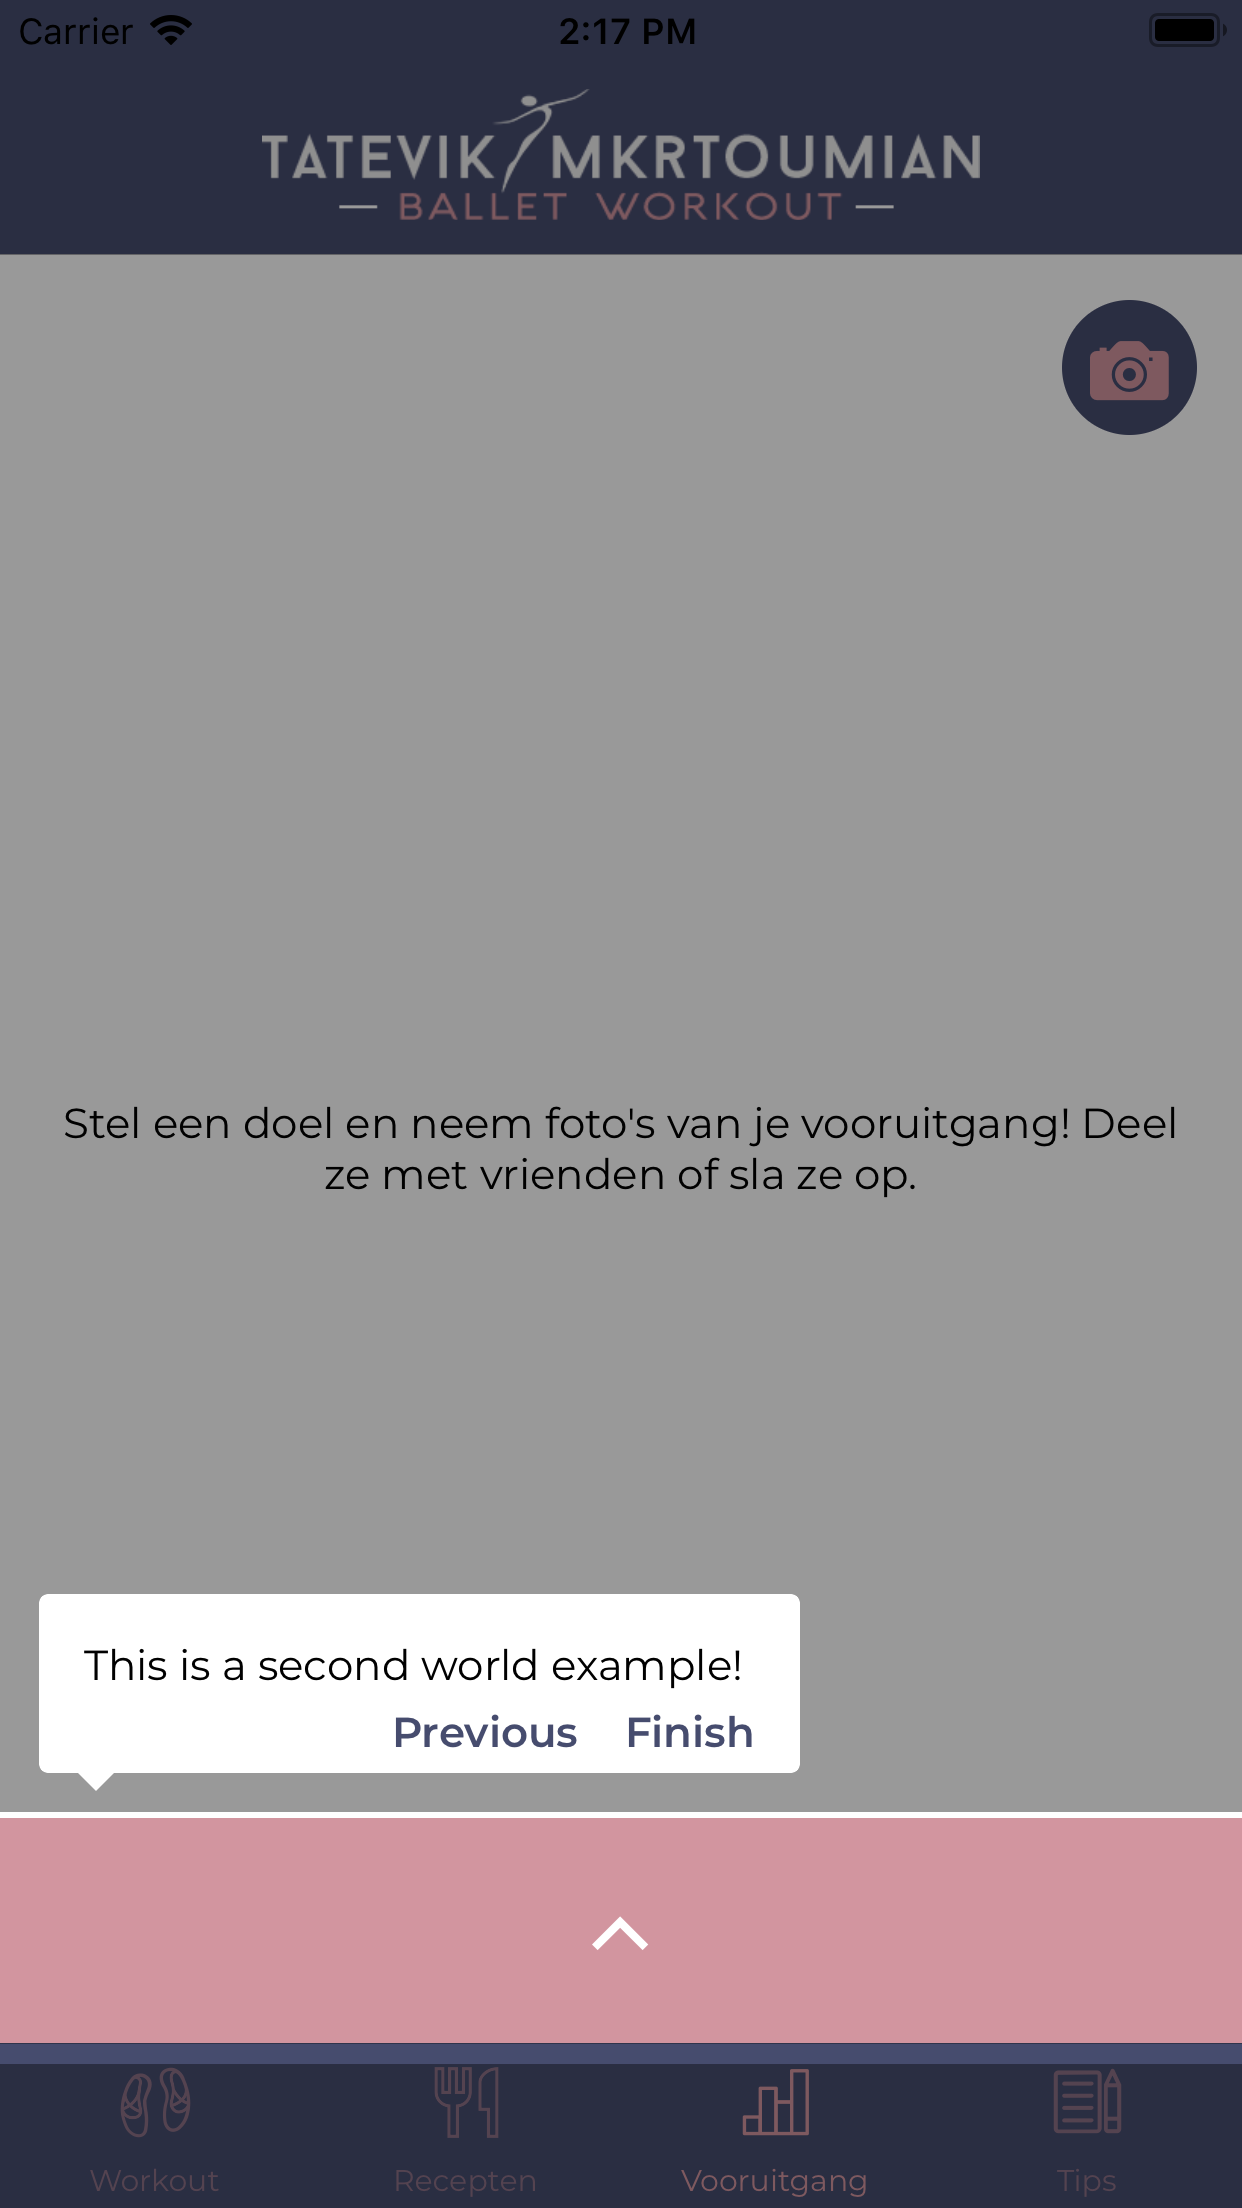 Carrier 2:17 PM
TATEVIK MKRTOUMIAN
BALLET WORKOUT
Stel een doel en neem foto's van je vooruitgang! Deel
ze met vrienden of sla ze op.
This is a second world example!
Previous Finish
Workout Recepten Vooruitgang Tips